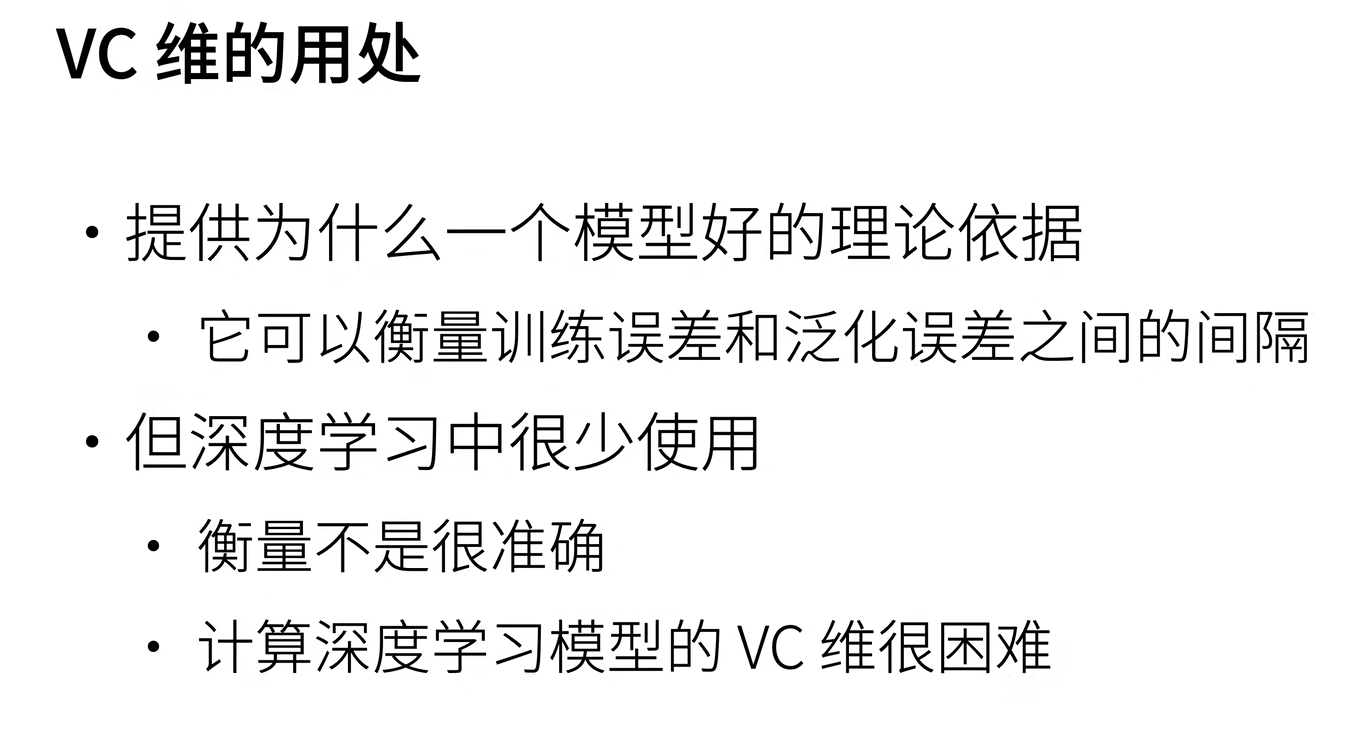 VC 维的用处
• 提供为什么一个模型好的理论依据
• 它可以衡量训练误差和泛化误差之间的间隔
• 但深度学习中很少使用
• 衡量不是很准确
• 计算深度学习模型的 VC 维很困难